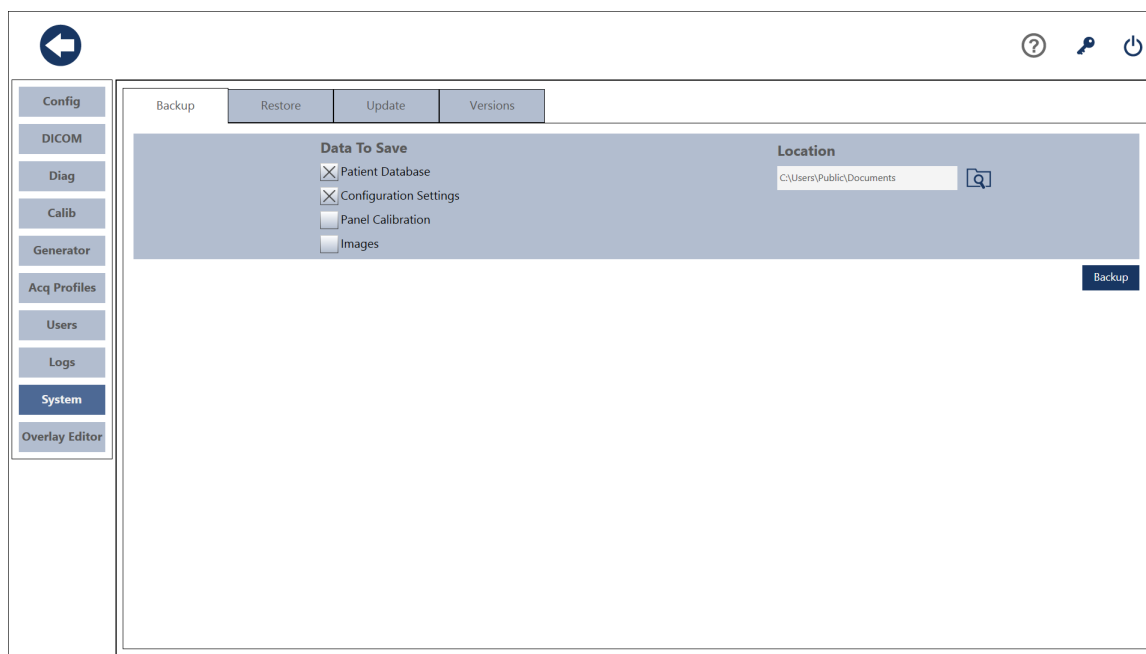 Config
DICOM
Diag
Calib
Generator
Acq Profiles
Users
Logs
System
Overlay Editor
Backup Restore Update Versions
Data To Save
Patient Database
Configuration Settings
Panel Calibration
Images
Location
C:\Users\Public\Documents
Backup